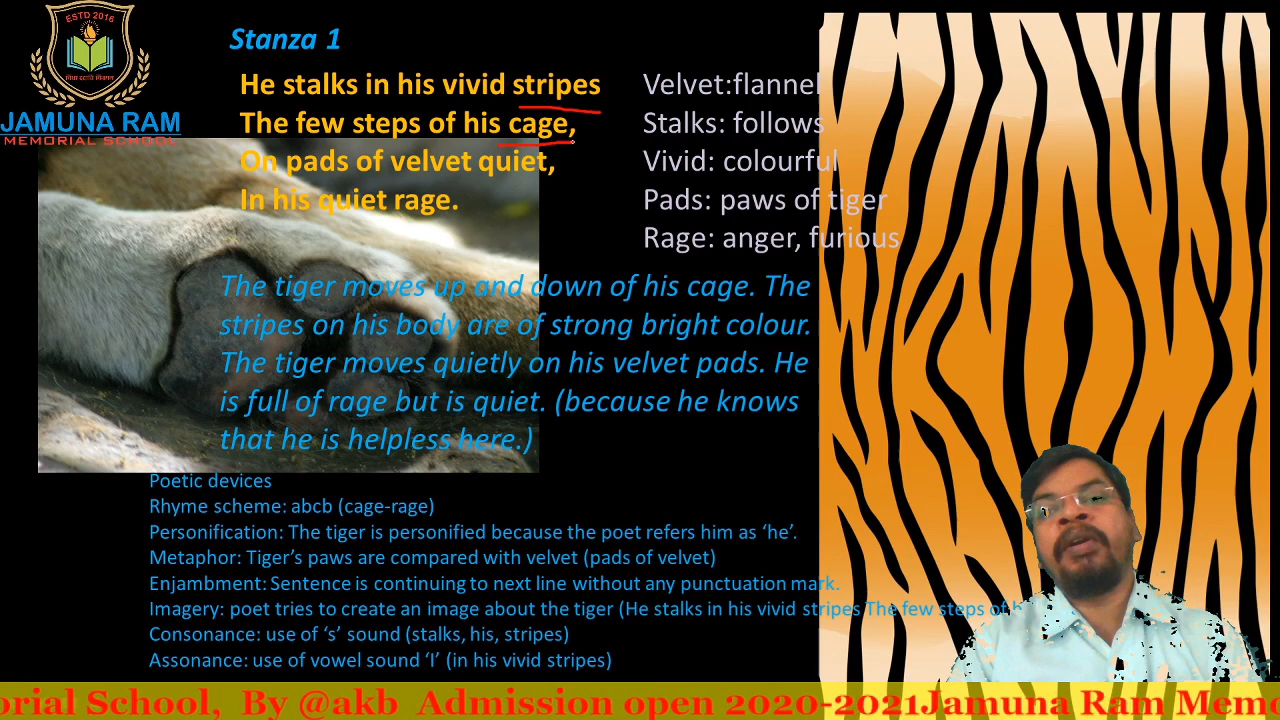 ESTD 2016
JAMUNA RAM
MEMORIAL SCHOOL
Stanza 1
He stalks in his vivid stripes
The few steps of his cage,
On pads of velvet quiet,
In his quiet rage.
Velvet:flannel
Stalks: follows
Vivid: colourful
Pads: paws of tiger
Rage: anger, furious
The tiger moves up and down of his cage. The
stripes on his body are of strong bright colour.
The tiger moves quietly on his velvet pads. He
is full of rage but is quiet. (because he knows
that he is helpless here.)
Poetic devices
Rhyme scheme: abcb (cage-rage)
Personification: The tiger is personified because the poet refers him as ‘he’.
Metaphor: Tiger’s paws are compared with velvet (pads of velvet)
Enjambment: Sentence is continuing to next line without any punctuation mark.
Imagery: poet tries to create an image about the tiger (He stalks in his vivid stripes The few steps of
Consonance: use of ‘s’ sound (stalks, his, stripes)
Assonance: use of vowel sound ‘I’ (in his vivid stripes)
orial School, By @akb Admission open 2020-2021Jamuna Ram Memo